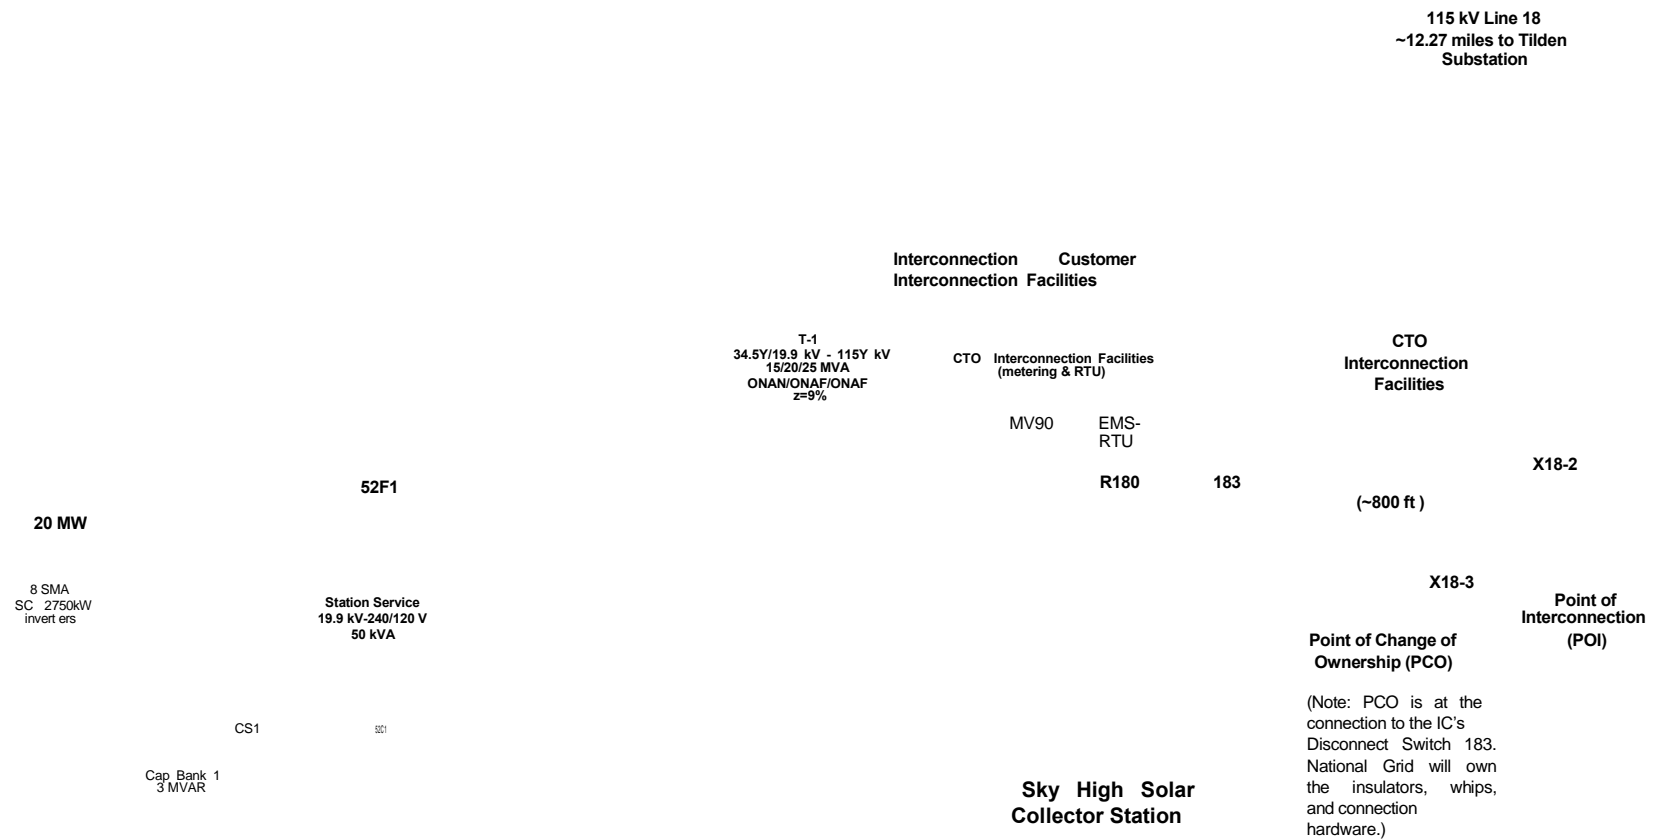 115 kV Line 18
~12.27 miles to Tilden
Substation
Interconnection Customer
Interconnection Facilities
T-1
34.5Y/19.9 kV - 115Y kV
15/20/25 MVA
ONAN/ONAF/ONAF
z=9%
CTO Interconnection Facilities
(metering & RTU)
CTO
Interconnection
Facilities
MV90
EMS-
RTU
X18-2
R180
183
52F1
(~800 ft )
20 MW
8 SMA
SC 2750kW
invert ers
Station Service
19.9 kV-240/120 V
50 kVA
X18-3
Point of
Interconnection
(POI)
Point of Change of
Ownership (PCO)
(Note: PCO is at the
connection to the IC's
Disconnect Switch 183.
National Grid will own
the insulators, whips,
and connection
hardware.)
CS1
52C1
Cap Bank 1
3 MVAR
Sky High Solar
Collector Station